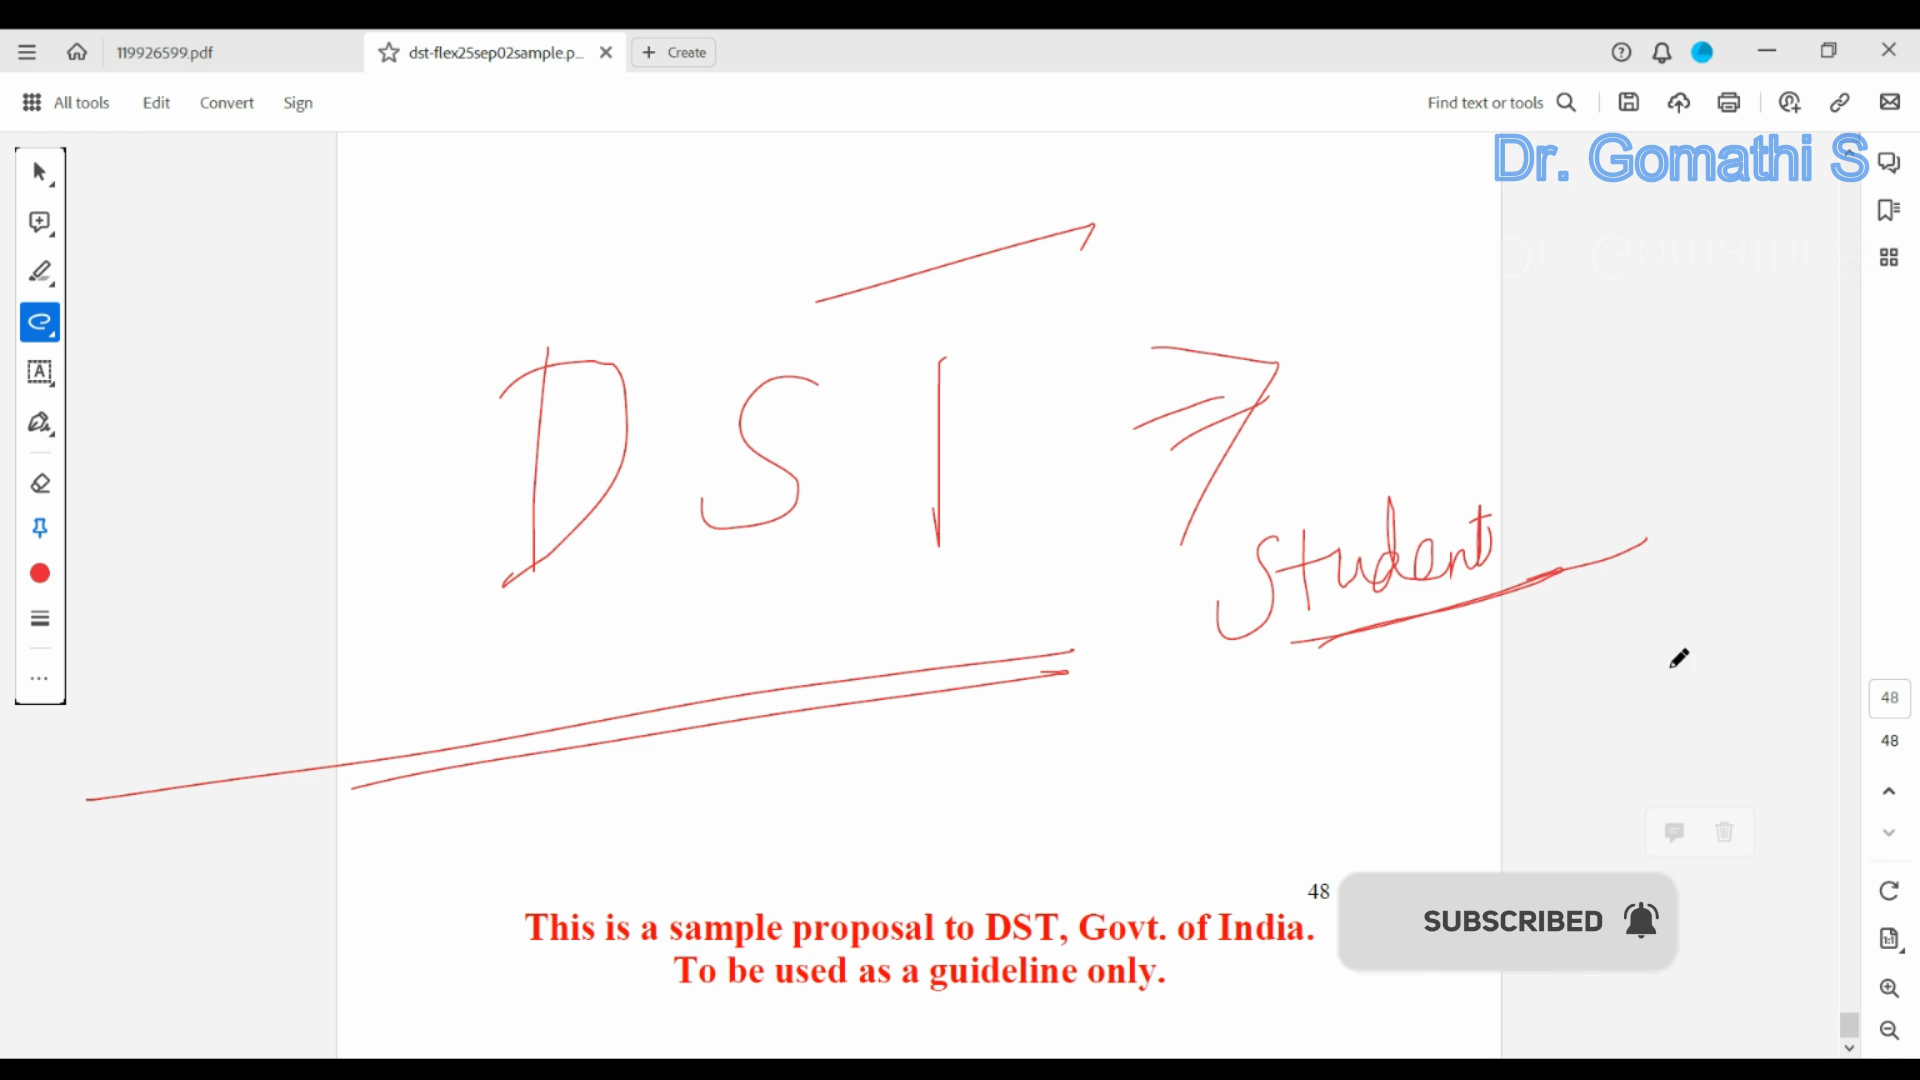 119926599.pdf
dst-flex25sep02sample.p...
Create
All tools
Edit
Convert
Sign
Find text or tools
Dr. Gomathi S
DST
Student
48
48
48
SUBSCRIBED
This is a sample proposal to DST, Govt. of India.
To be used as a guideline only.